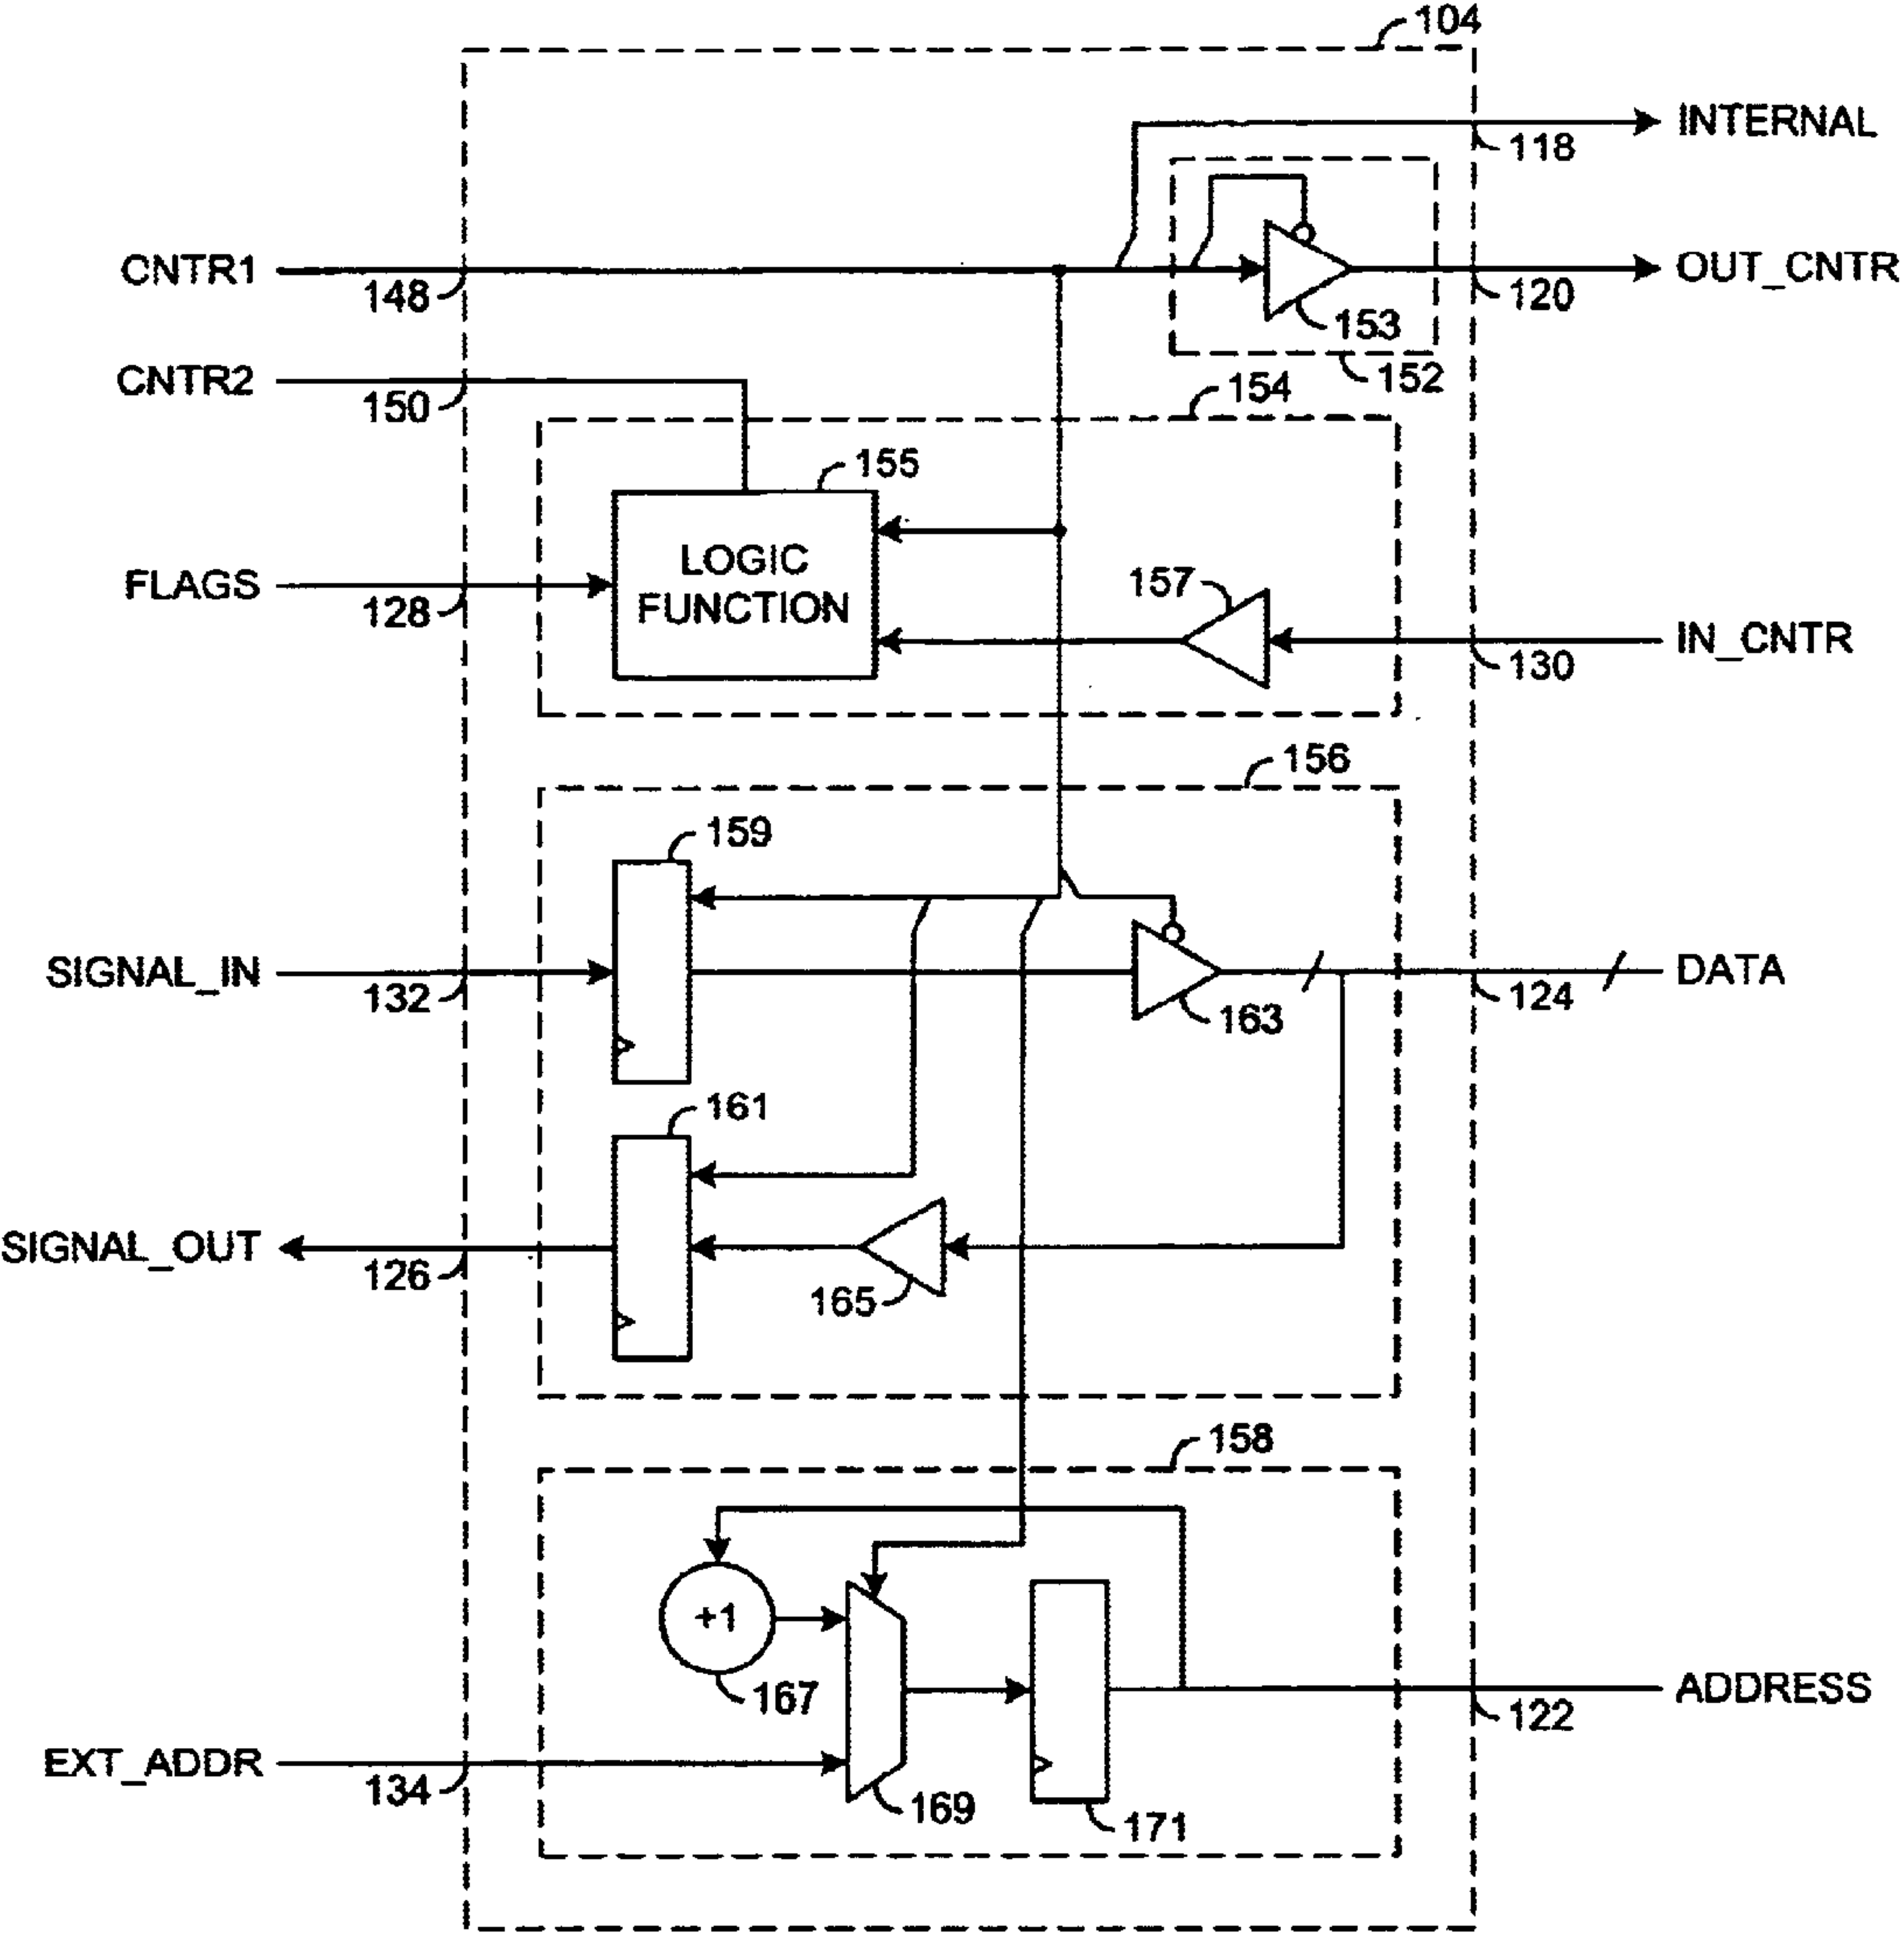 104
INTERNAL
118
CNTR1
148
OUT_CNTR
120
153
152
CNTR2
150
154
155
LOGIC
FUNCTION
FLAGS
128
157
IN_CNTR
130
156
159
SIGNAL_IN
132
163
DATA
124
161
SIGNAL_OUT
126
165
158
+1
167
ADDRESS
122
EXT_ADDR
134
169
171